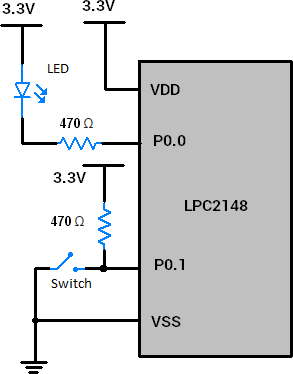 3.3V
3.3V
LED
VDD
470 Ω
P0.0
3.3V
LPC2148
470 Ω
P0.1
Switch
VSS